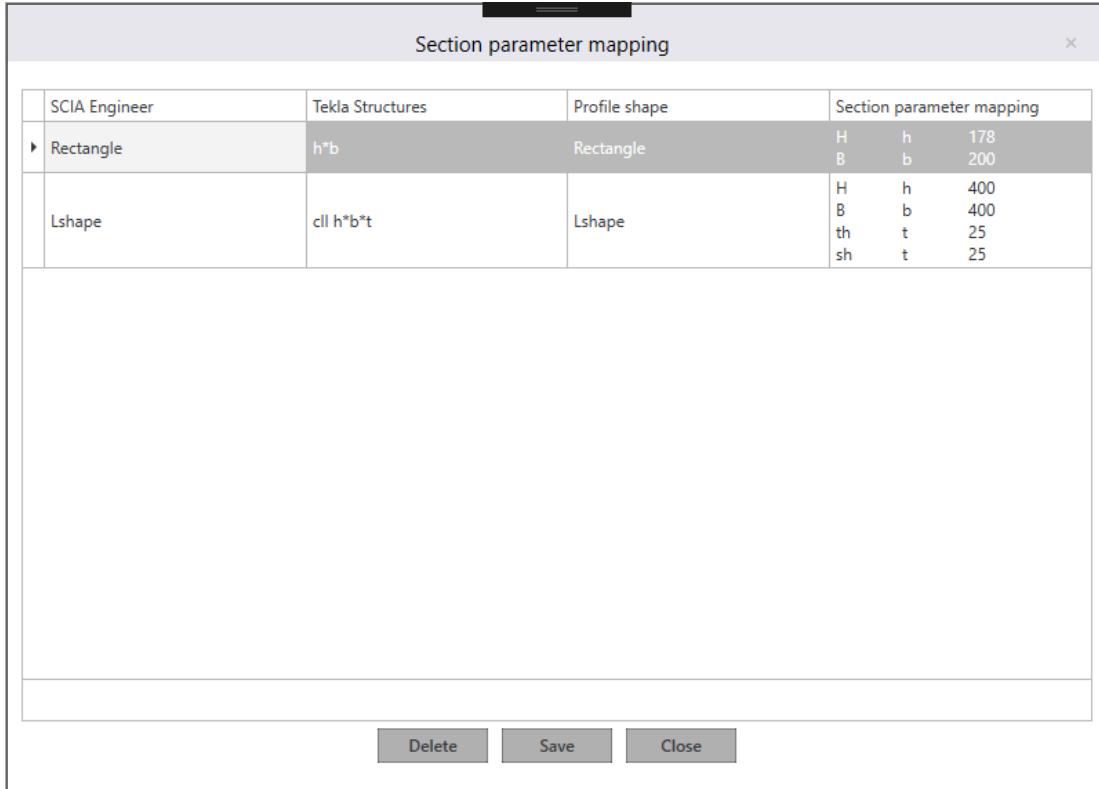 Section parameter mapping
SCIA Engineer Tekla Structures Profile shape Section parameter mapping
Rectangle h*b Rectangle H h 178
B b 200
Lshape cll h*b*t Lshape H h 400
B b 400
th t 25
sh t 25
Delete Save Close